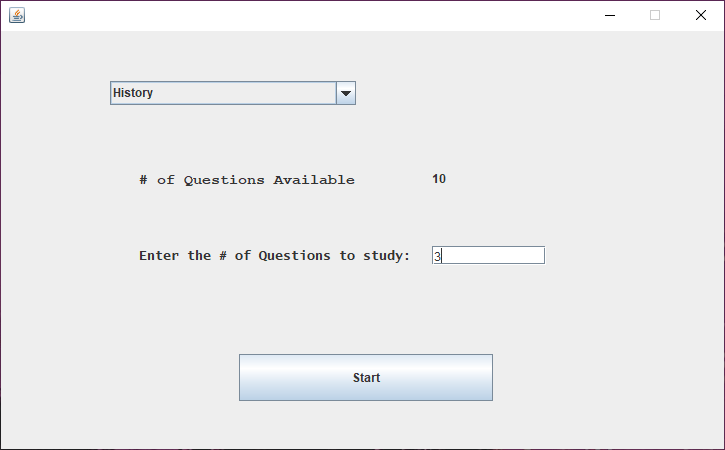 History
# of Questions Available 10
Enter the # of Questions to study: 3
Start